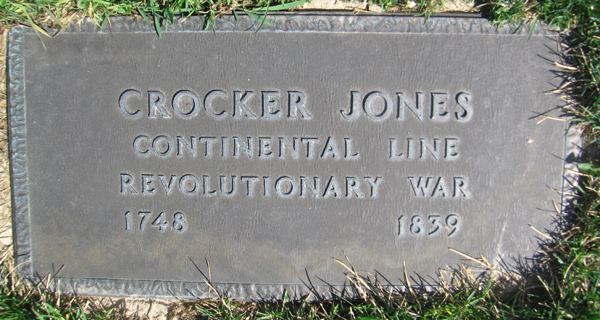 CROCKER JONES
CONTINENTAL LINE
REVOLUTIONARY WAR
1748 1839